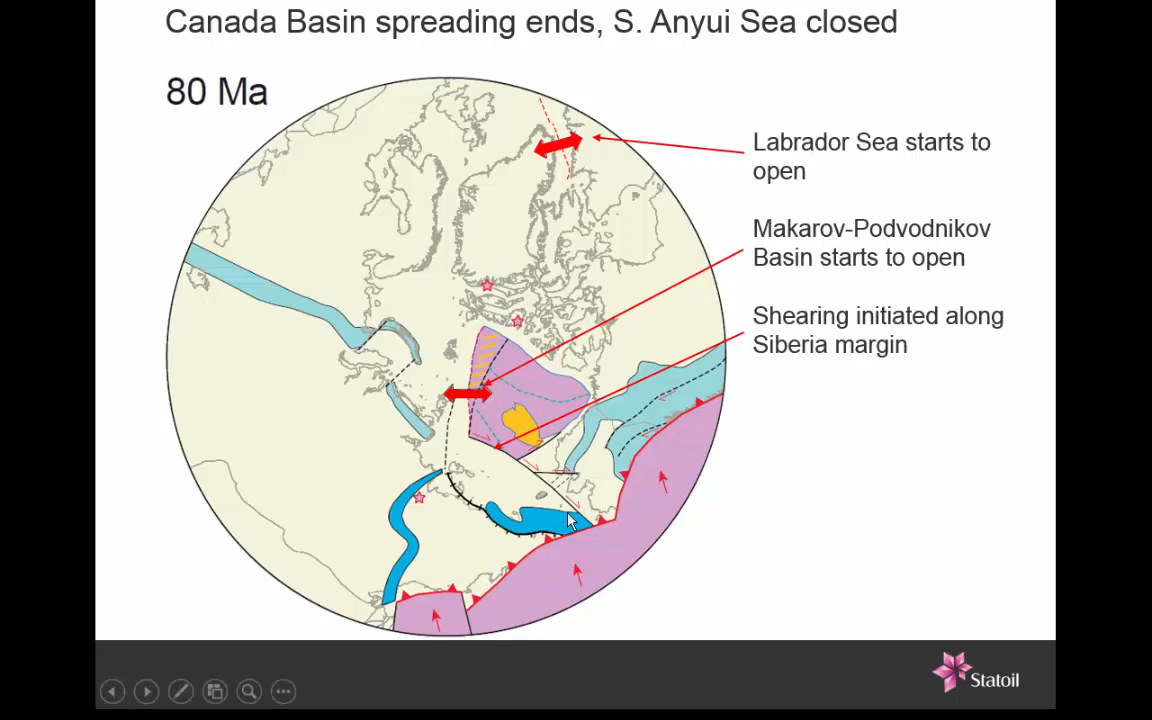 Canada Basin spreading ends, S. Anyui Sea closed
80 Ma
Labrador Sea starts to
open
Makarov-Podvodnikov
Basin starts to open
Shearing initiated along
Siberia margin
Statoil